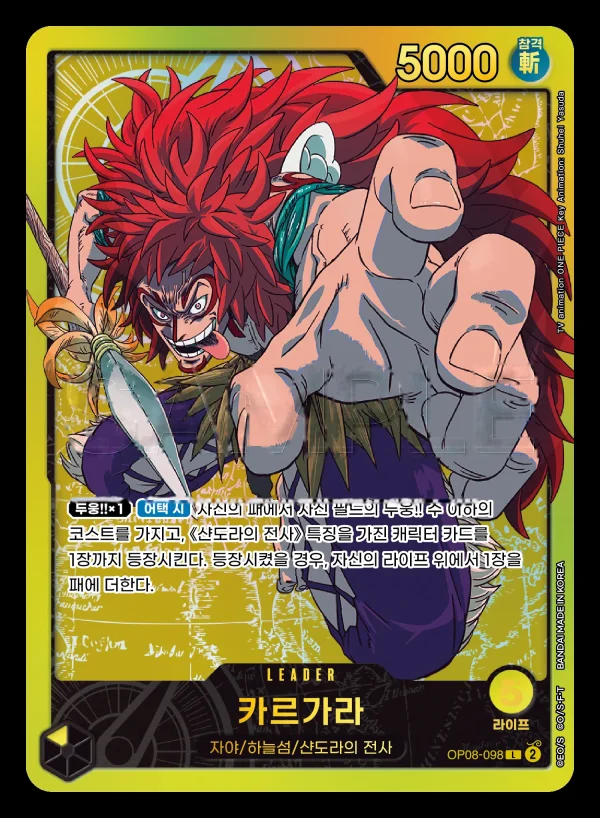 5000
참격
斬
TV animation ONE PIECE Key Animation: Shuhei Yasuda
SAMPLE
두웅!!×1 어택 시 자신의 패에서 자신 필드의 두웅!! 수 이하의
코스트를 가지고, 《샨도라의 전사》 특징을 가진 캐릭터 카드를
1장까지 등장시킨다. 등장시켰을 경우, 자신의 라이프 위에서 1장을
패에 더한다.
©EO/S ©O/S·F·T BANDAI MADE IN KOREA
LEADER
카르가라
5
라이프
자야/하늘섬/샨도라의 전사
OP08-098 L 2